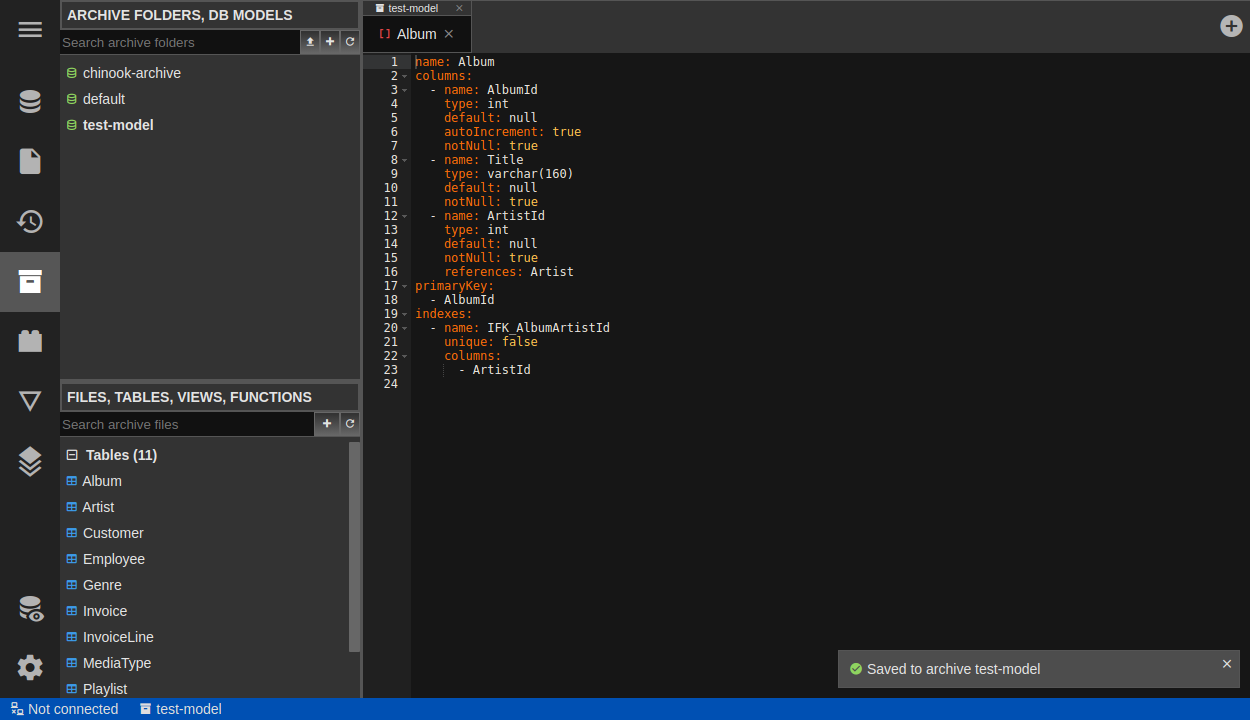 ARCHIVE FOLDERS, DB MODELS
Search archive folders
chinook-archive
default
test-model
FILES, TABLES, VIEWS, FUNCTIONS
Search archive files
Tables (11)
Album
Artist
Customer
Employee
Genre
Invoice
InvoiceLine
MediaType
Playlist
test-model
Album
1 name: Album
2 columns:
3   - name: AlbumId
4     type: int
5     default: null
6     autoIncrement: true
7     notNull: true
8   - name: Title
9     type: varchar(160)
10     default: null
11     notNull: true
12   - name: ArtistId
13     type: int
14     default: null
15     notNull: true
16     references: Artist
17 primaryKey:
18   - AlbumId
19 indexes:
20   - name: IFK_AlbumArtistId
21     unique: false
22     columns:
23       - ArtistId
24
Saved to archive test-model
Not connected
test-model